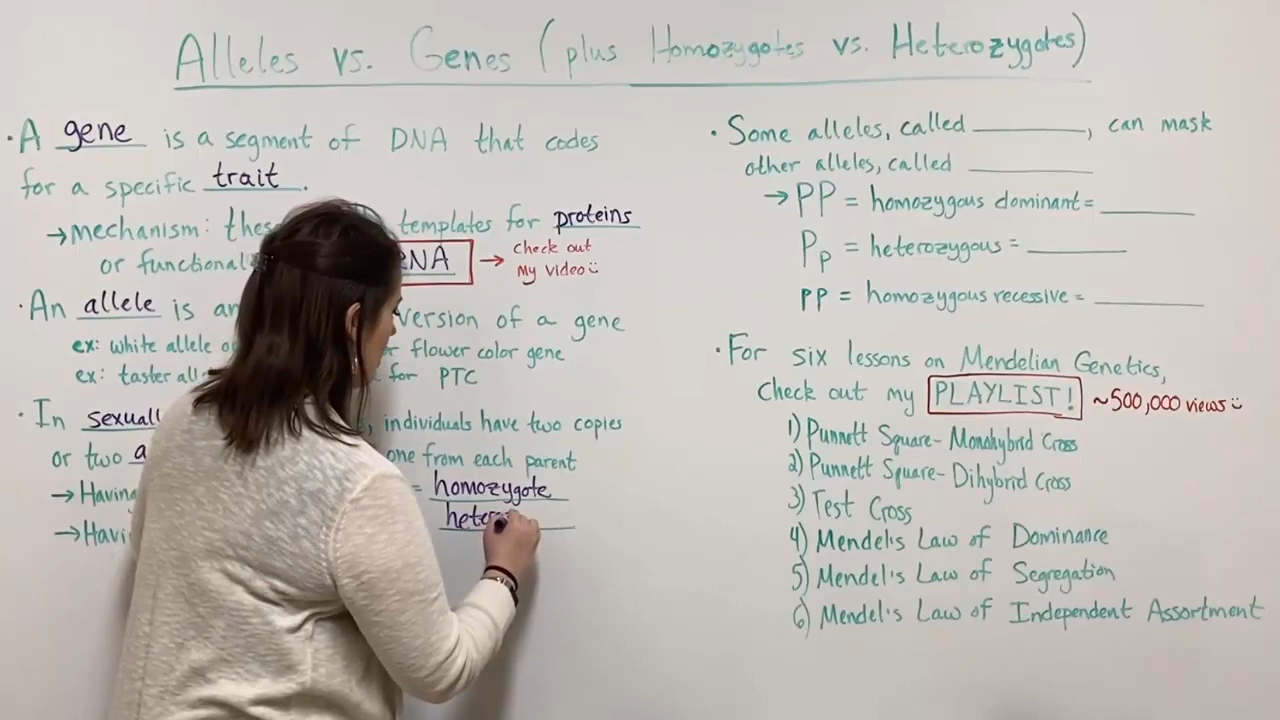 Alleles vs. Genes (plus Homozygotes vs. Heterozygotes)
· A gene is a segment of DNA that codes
for a specific trait.
→ mechanism: these templates for proteins
or functional RNA → Check out
my video
· An allele is an version of a gene
ex: white allele flower color gene
ex: taster for PTC
· In , individuals have two copies
or two one from each parent
→ Having = homozygote
→
· Some alleles, called ________, can mask
other alleles, called ________
→ PP = homozygous dominant = ________
Pp = heterozygous = ________
pp = homozygous recessive = ________
· For six lessons on Mendelian Genetics,
Check out my PLAYLIST! ~500,000 views
1) Punnett Square - Monohybrid Cross
2) Punnett Square - Dihybrid Cross
3) Test Cross
4) Mendel's Law of Dominance
5) Mendel's Law of Segregation
6) Mendel's Law of Independent Assortment